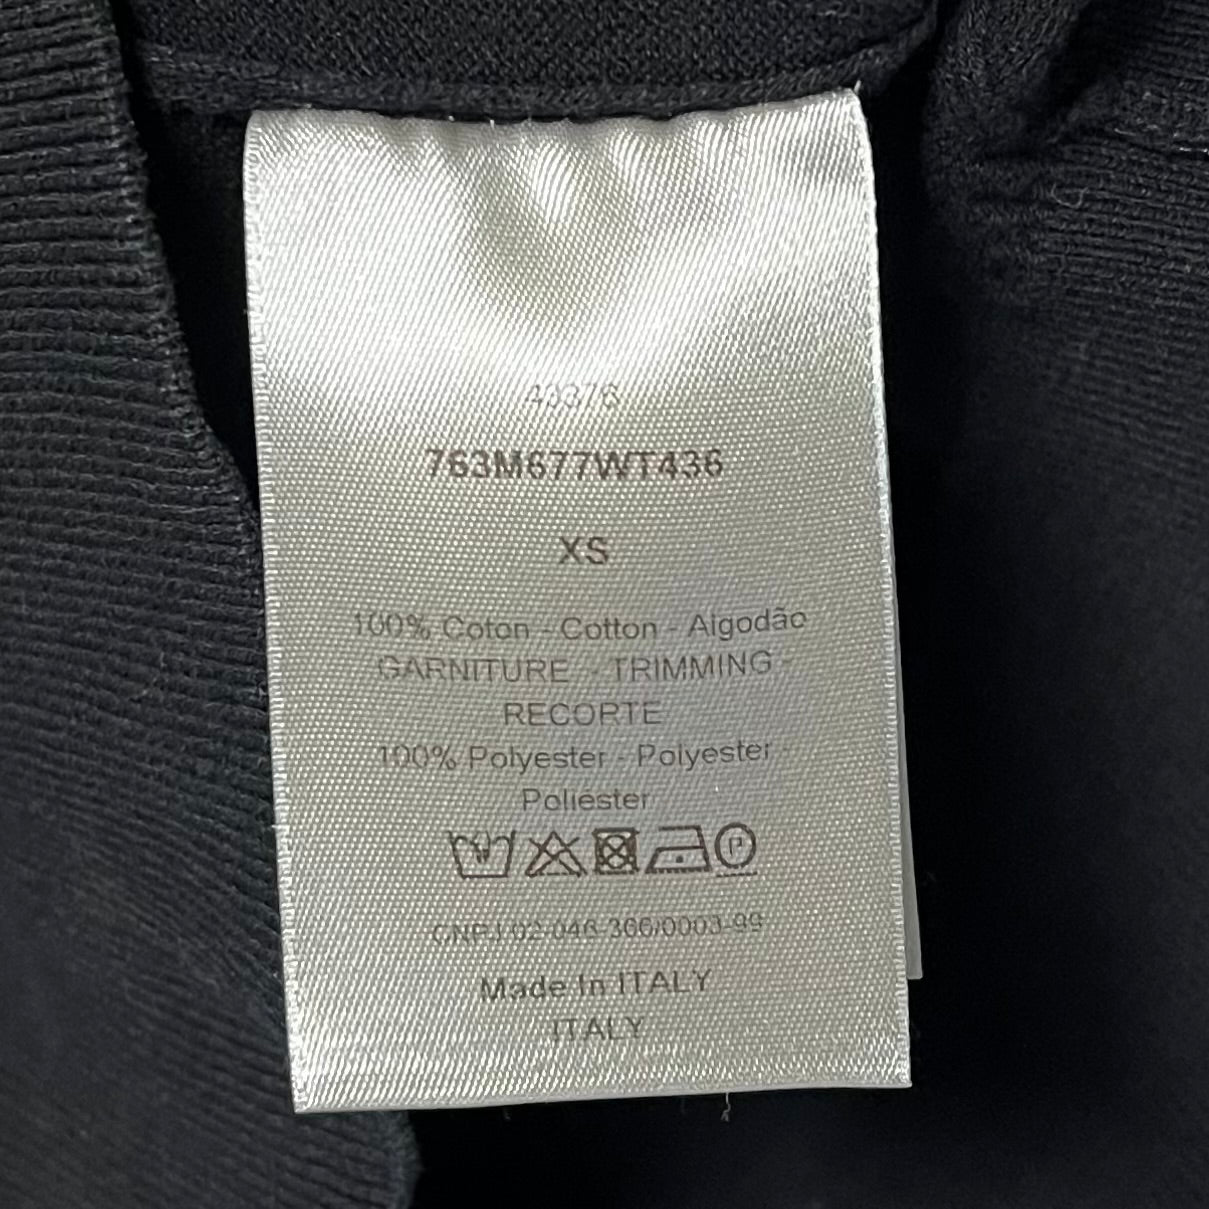 43376
763M677WT436
XS
100% Coton - Cotton - Algodão
GARNITURE - TRIMMING -
RECORTE
100% Polyester - Polyester -
Poliéster
P
CNPJ 02-046-366/0003-99
Made In ITALY
ITALY